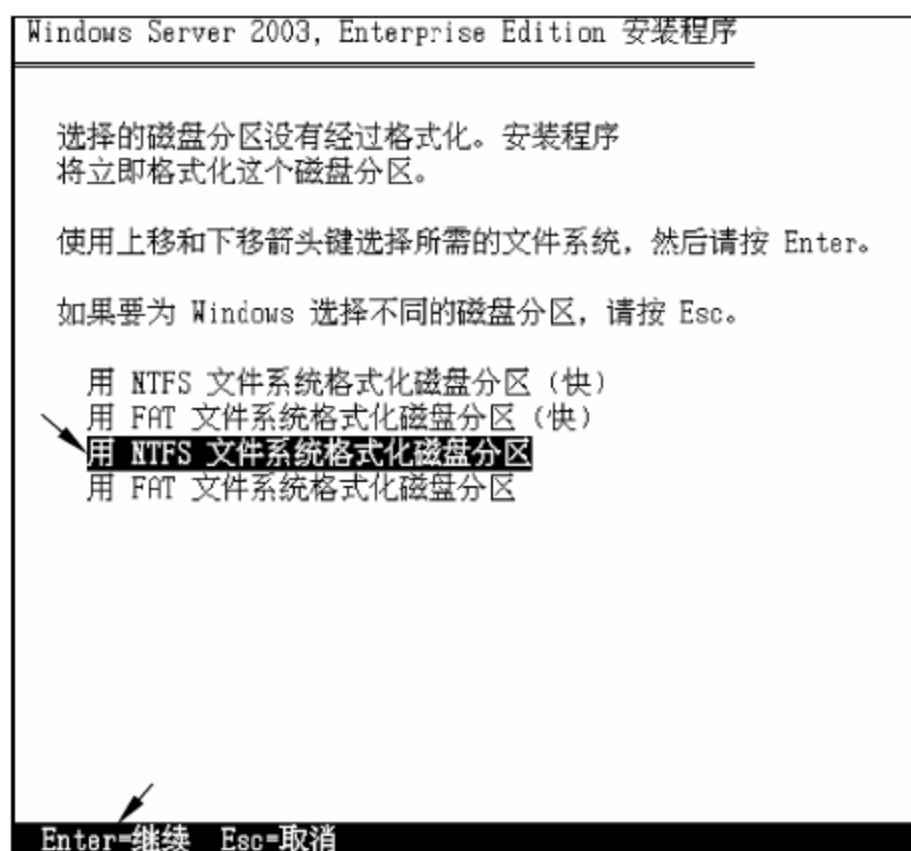 Windows Server 2003, Enterprise Edition 安装程序
选择的磁盘分区没有经过格式化。安装程序
将立即格式化这个磁盘分区。
使用上移和下移箭头键选择所需的文件系统，然后请按 Enter。
如果要为 Windows 选择不同的磁盘分区，请按 Esc。
用 NTFS 文件系统格式化磁盘分区（快）
用 FAT 文件系统格式化磁盘分区（快）
用 NTFS 文件系统格式化磁盘分区
用 FAT 文件系统格式化磁盘分区
Enter=继续 Esc=取消